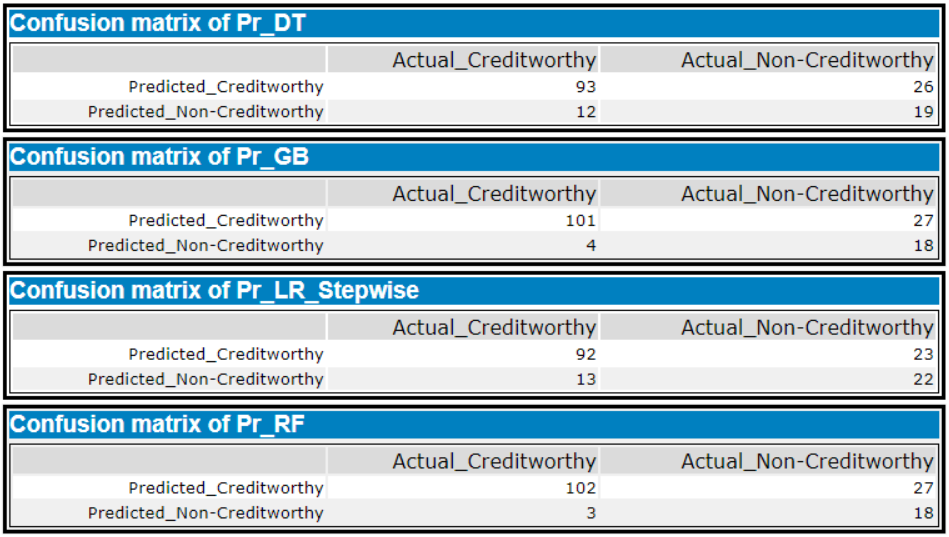 Confusion matrix of Pr_DT
Actual_Creditworthy Actual_Non-Creditworthy
Predicted_Creditworthy 93 26
Predicted_Non-Creditworthy 12 19
Confusion matrix of Pr_GB
Actual_Creditworthy Actual_Non-Creditworthy
Predicted_Creditworthy 101 27
Predicted_Non-Creditworthy 4 18
Confusion matrix of Pr_LR_Stepwise
Actual_Creditworthy Actual_Non-Creditworthy
Predicted_Creditworthy 92 23
Predicted_Non-Creditworthy 13 22
Confusion matrix of Pr_RF
Actual_Creditworthy Actual_Non-Creditworthy
Predicted_Creditworthy 102 27
Predicted_Non-Creditworthy 3 18